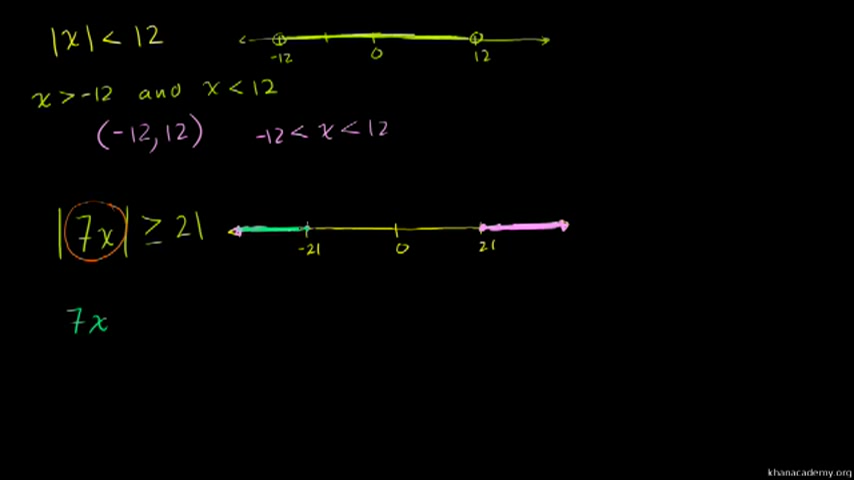 |x| < 12
-12 0 12
x > -12 and x < 12
(-12, 12) -12 < x < 12
|7x| ≥ 21
-21 0 21
7x
khanacademy.org